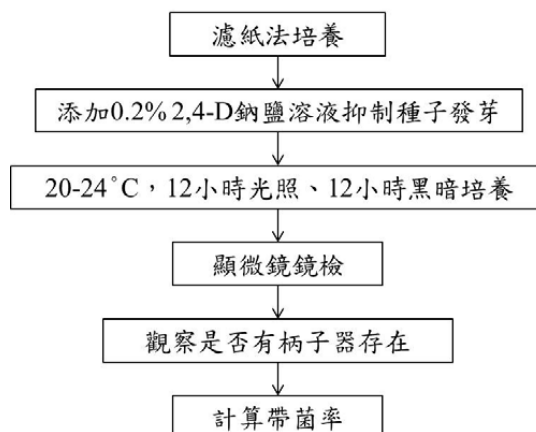 濾紙法培養
添加0.2% 2,4-D鈉鹽溶液抑制種子發芽
20-24°C，12小時光照、12小時黑暗培養
顯微鏡鏡檢
觀察是否有柄子器存在
計算帶菌率